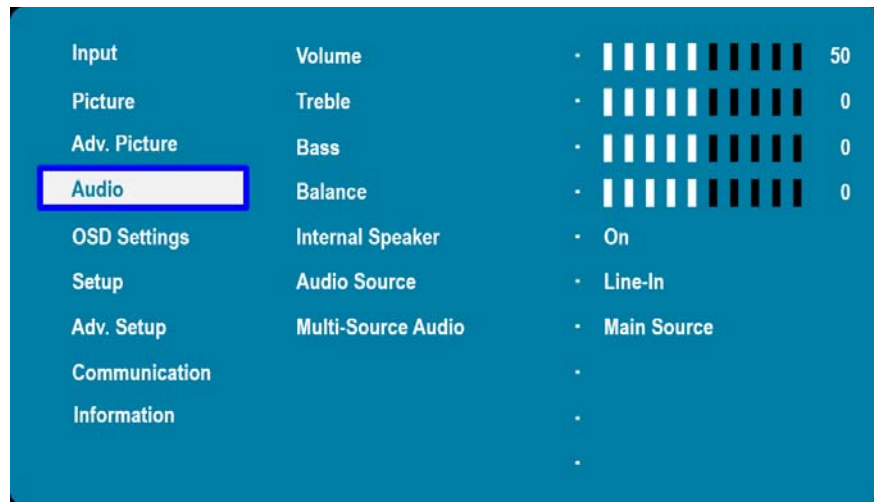 Input Volume 50
Picture Treble 0
Adv. Picture Bass 0
Audio Balance 0
OSD Settings Internal Speaker On
Setup Audio Source Line-In
Adv. Setup Multi-Source Audio Main Source
Communication
Information